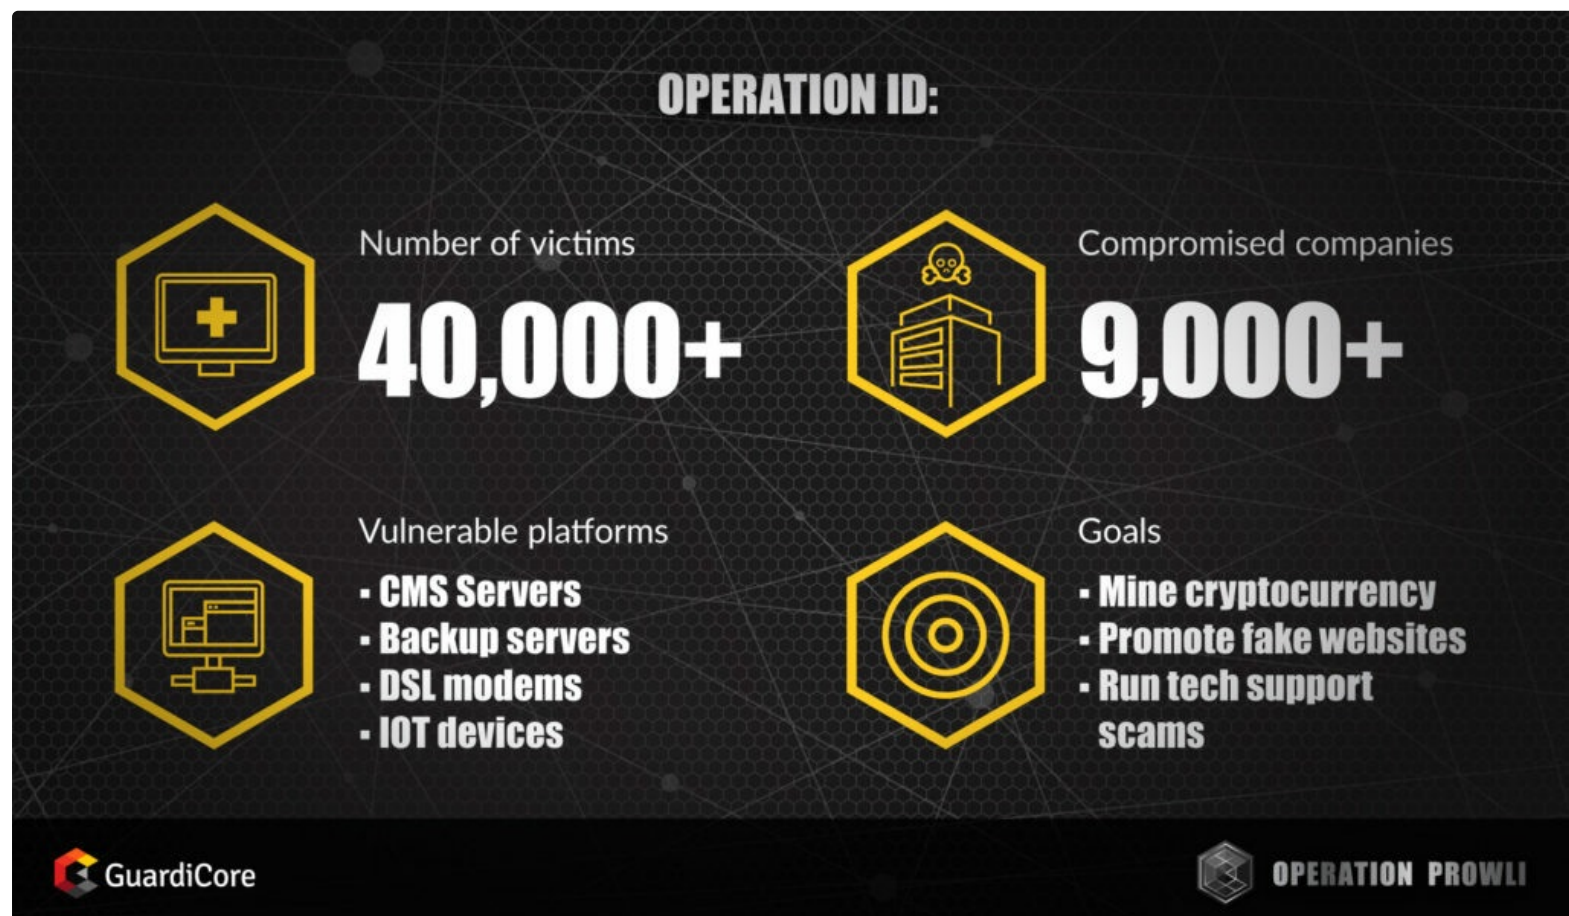 OPERATION ID:
Number of victims
40,000+
Compromised companies
9,000+
Vulnerable platforms
▪ CMS Servers
▪ Backup servers
▪ DSL modems
▪ IOT devices
Goals
▪ Mine cryptocurrency
▪ Promote fake websites
▪ Run tech support
scams
GuardiCore
OPERATION PROWLI